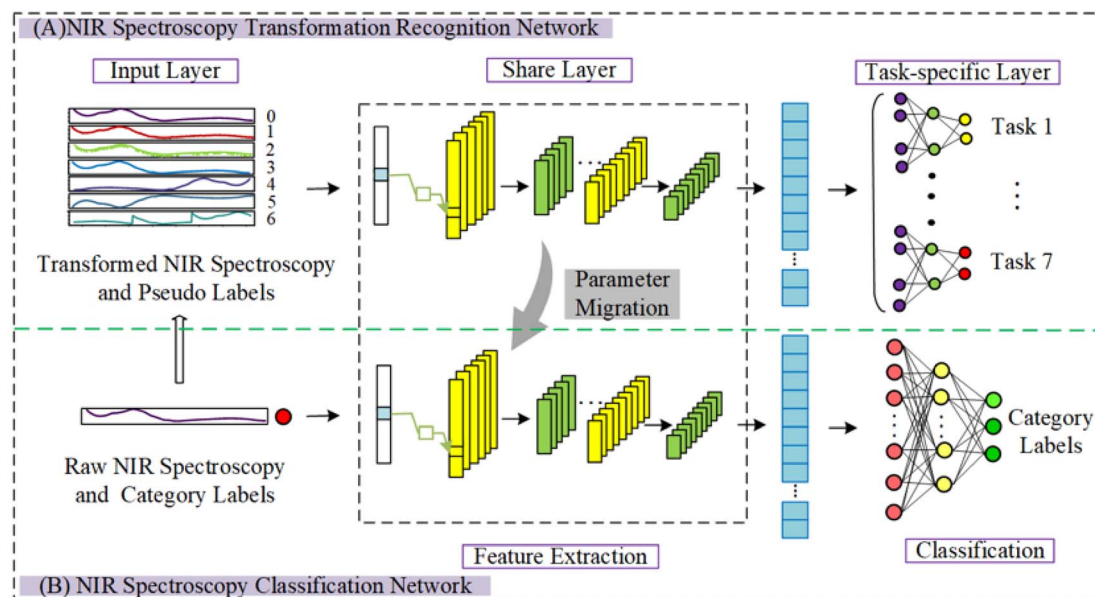 (A)NIR Spectroscopy Transformation Recognition Network
Input Layer
Share Layer
Task-specific Layer
0
1
2
3
4
5
6
Task 1
Task 7
Transformed NIR Spectroscopy
and Pseudo Labels
Parameter
Migration
Raw NIR Spectroscopy
and Category Labels
Category
Labels
Feature Extraction
Classification
(B) NIR Spectroscopy Classification Network